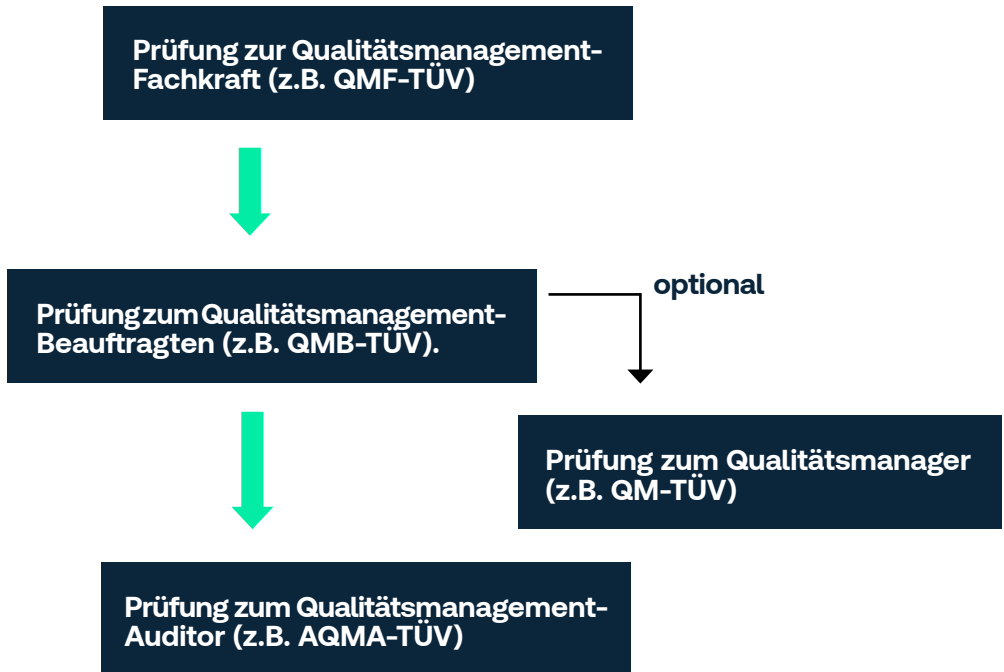 Prüfung zur Qualitätsmanagement-
Fachkraft (z.B. QMF-TÜV)
Prüfung zum Qualitätsmanagement-
Beauftragten (z.B. QMB-TÜV).
optional
Prüfung zum Qualitätsmanager
(z.B. QM-TÜV)
Prüfung zum Qualitätsmanagement-
Auditor (z.B. AQMA-TÜV)